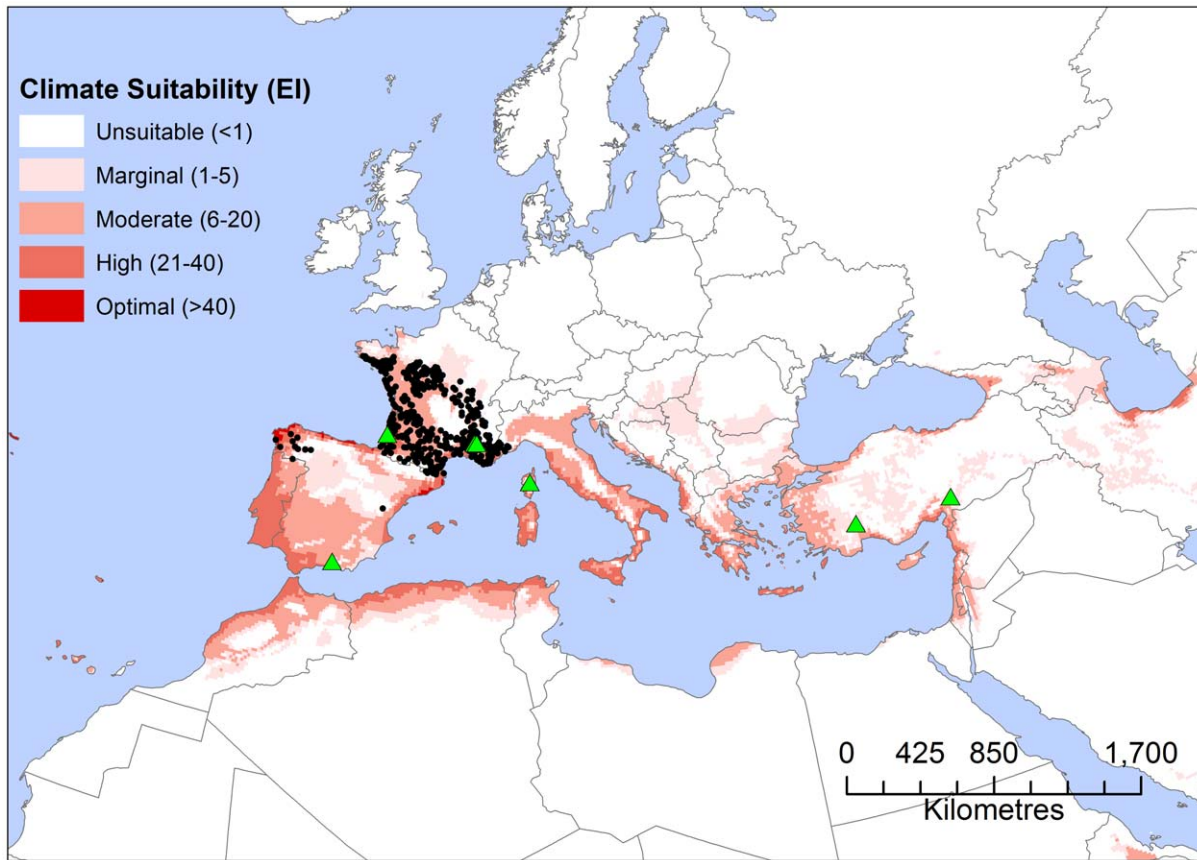 Climate Suitability (EI)
Unsuitable (<1)
Marginal (1-5)
Moderate (6-20)
High (21-40)
Optimal (>40)
0 425 850 1,700
Kilometres